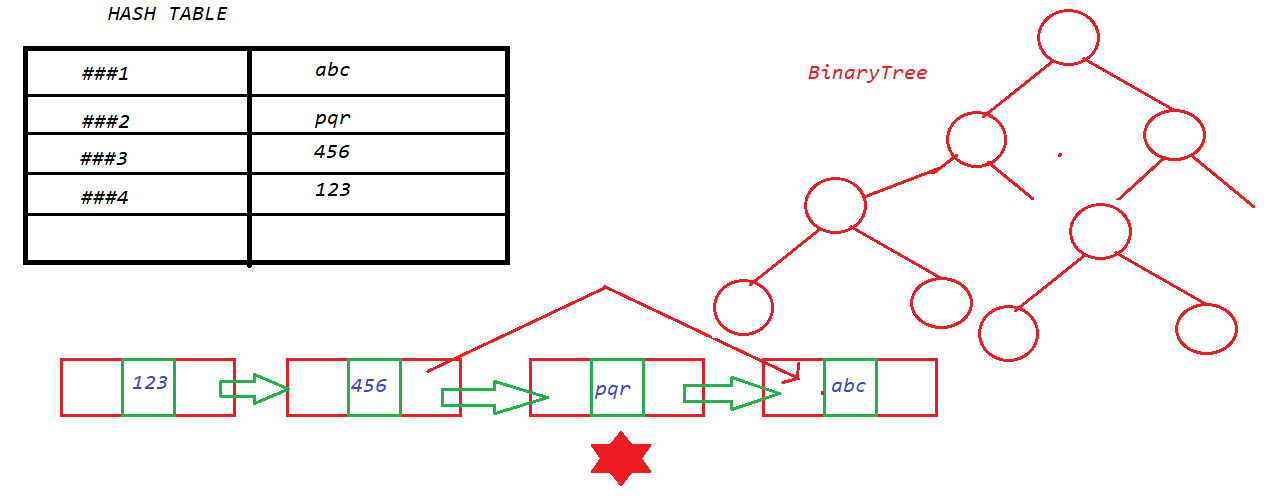 HASH TABLE
###1 abc
###2 pqr
###3 456
###4 123
BinaryTree
123 456 pqr abc